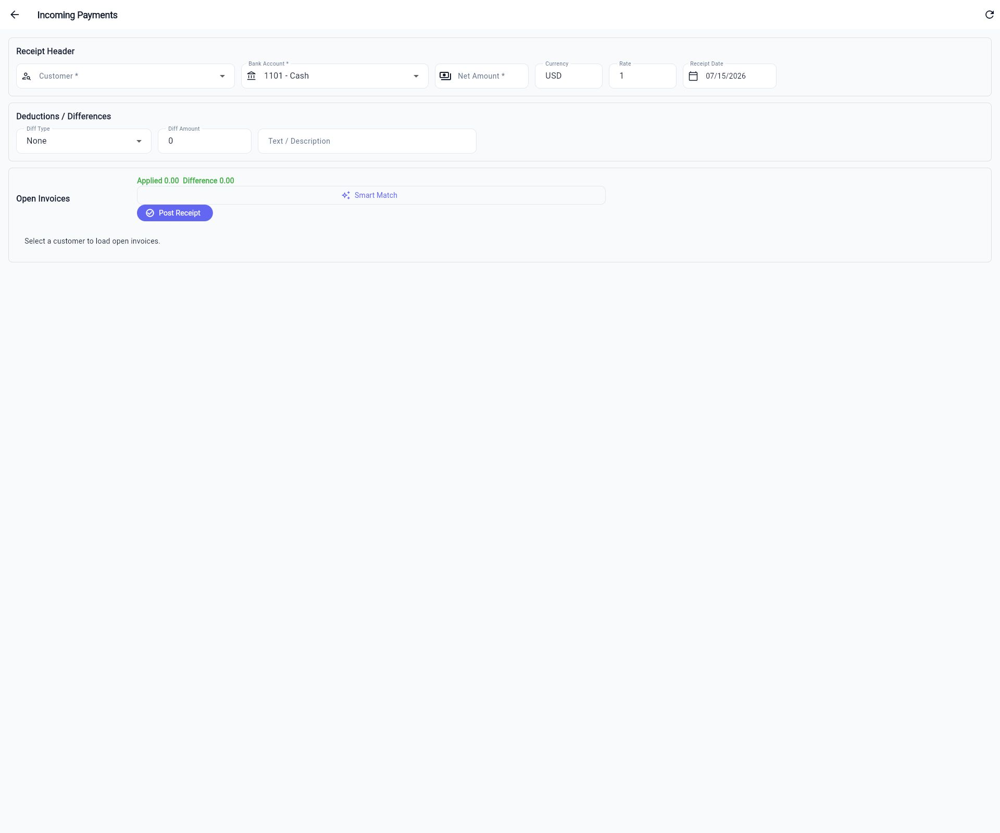 Incoming Payments
Receipt Header
Customer *
Bank Account *
1101 - Cash
Net Amount *
Currency
USD
Rate
1
Receipt Date
07/15/2026
Deductions / Differences
Diff Type
None
Diff Amount
0
Text / Description
Open Invoices
Applied 0.00  Difference 0.00
Smart Match
Post Receipt
Select a customer to load open invoices.